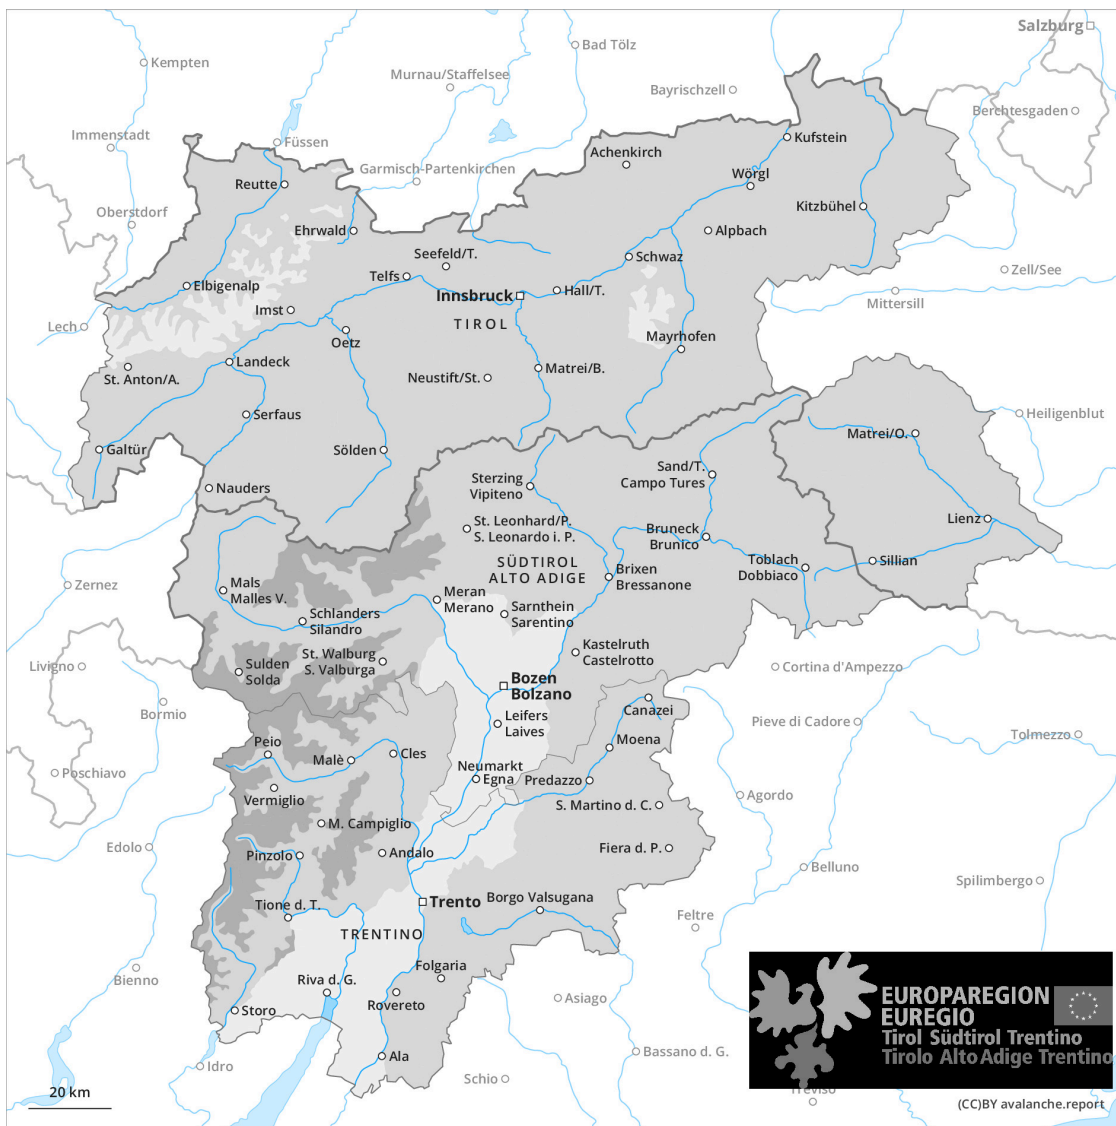 Salzburg
Bad Tölz
Kempten
Murnau/Staffelsee
Bayrischzell
Berchtesgaden
Immenstadt
Füssen
Kufstein
Achenkirch
Garmisch-Partenkirchen
Wörgl
Reutte
Kitzbühel
Oberstdorf
Ehrwald
Alpbach
Seefeld/T.
Schwaz
Telfs
Zell/See
Elbigenalp
Hall/T.
Innsbruck
Mittersill
Imst
TIROL
Lech
Oetz
Mayrhofen
Landeck
Matrei/B.
St. Anton/A.
Neustift/St.
Serfaus
Heiligenblut
Matrei/O.
Galtür
Sölden
Sand/T.
Campo Tures
Sterzing
Vipiteno
Nauders
Lienz
St. Leonhard/P.
S. Leonardo i. P.
Bruneck
Brunico
SÜDTIROL
ALTO ADIGE
Toblach
Dobbiaco
Sillian
Brixen
Bressanone
Zernez
Mals
Malles V.
Meran
Merano
Sarnthein
Sarentino
Schlanders
Silandro
Kastelruth
Castelrotto
St. Walburg
S. Valburga
Livigno
Sulden
Solda
Cortina d'Ampezzo
Bozen
Bolzano
Bormio
Canazei
Leifers
Laives
Pieve di Cadore
Tolmezzo
Peio
Moena
Malè
Cles
Neumarkt
Egna
Poschiavo
Predazzo
Vermiglio
Agordo
S. Martino d. C.
M. Campiglio
Edolo
Pinzolo
Andalo
Fiera d. P.
Belluno
Spilimbergo
Tione d. T.
Trento
Borgo Valsugana
Feltre
TRENTINO
Folgaria
Bienno
Riva d. G.
Rovereto
Asiago
Storo
EUROPAREGION
EUREGIO
Tirol Südtirol Trentino
Tirolo Alto Adige Trentino
Ala
Bassano d. G.
Idro
Schio
Treviso
20 km
(CC)BY avalanche.report